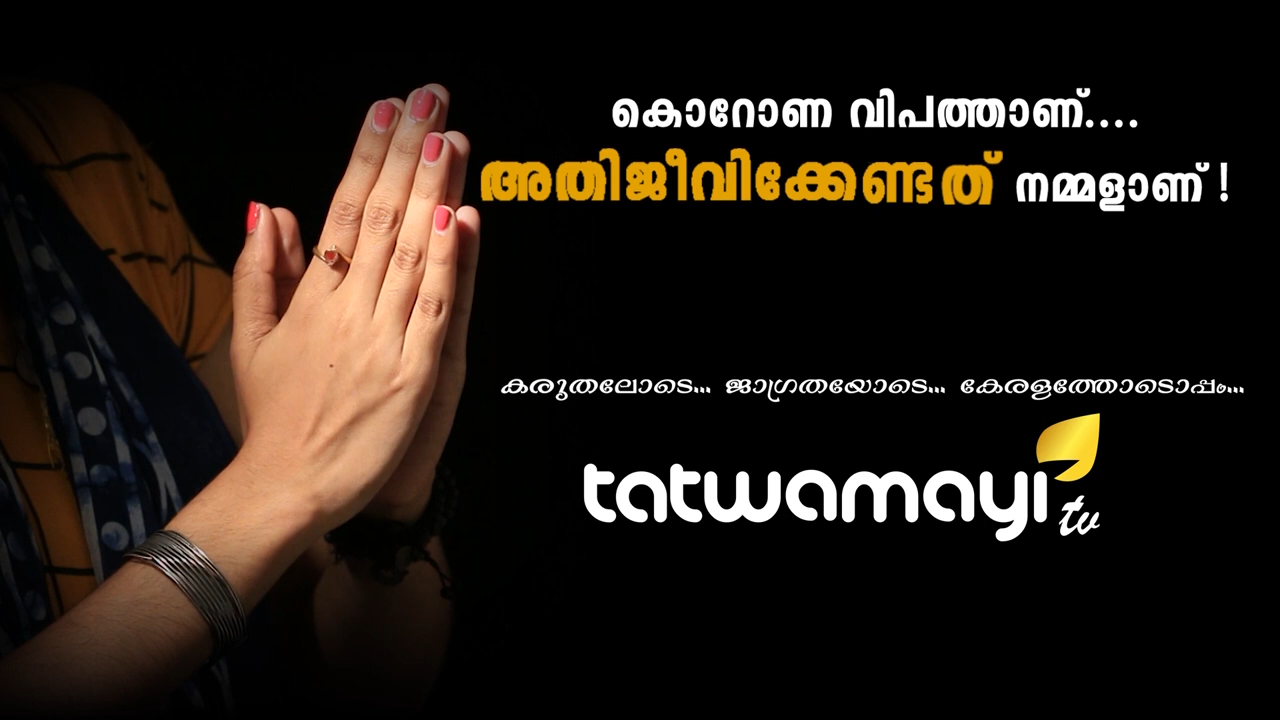 കൊറോണ വിപത്താണ്....
അതിജീവിക്കേണ്ടത് നമ്മളാണ് !
കരുതലോടെ... ജാഗ്രതയോടെ... കേരളത്തോടൊപ്പം...
tatwamayi
tv